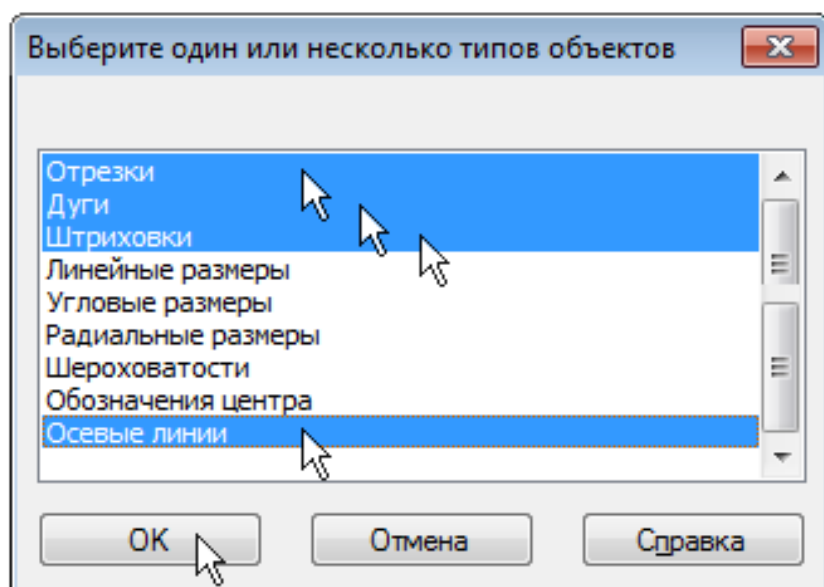 Выберите один или несколько типов объектов
Отрезки
Дуги
Штриховки
Линейные размеры
Угловые размеры
Радиальные размеры
Шероховатости
Обозначения центра
Осевые линии
OK Отмена Справка